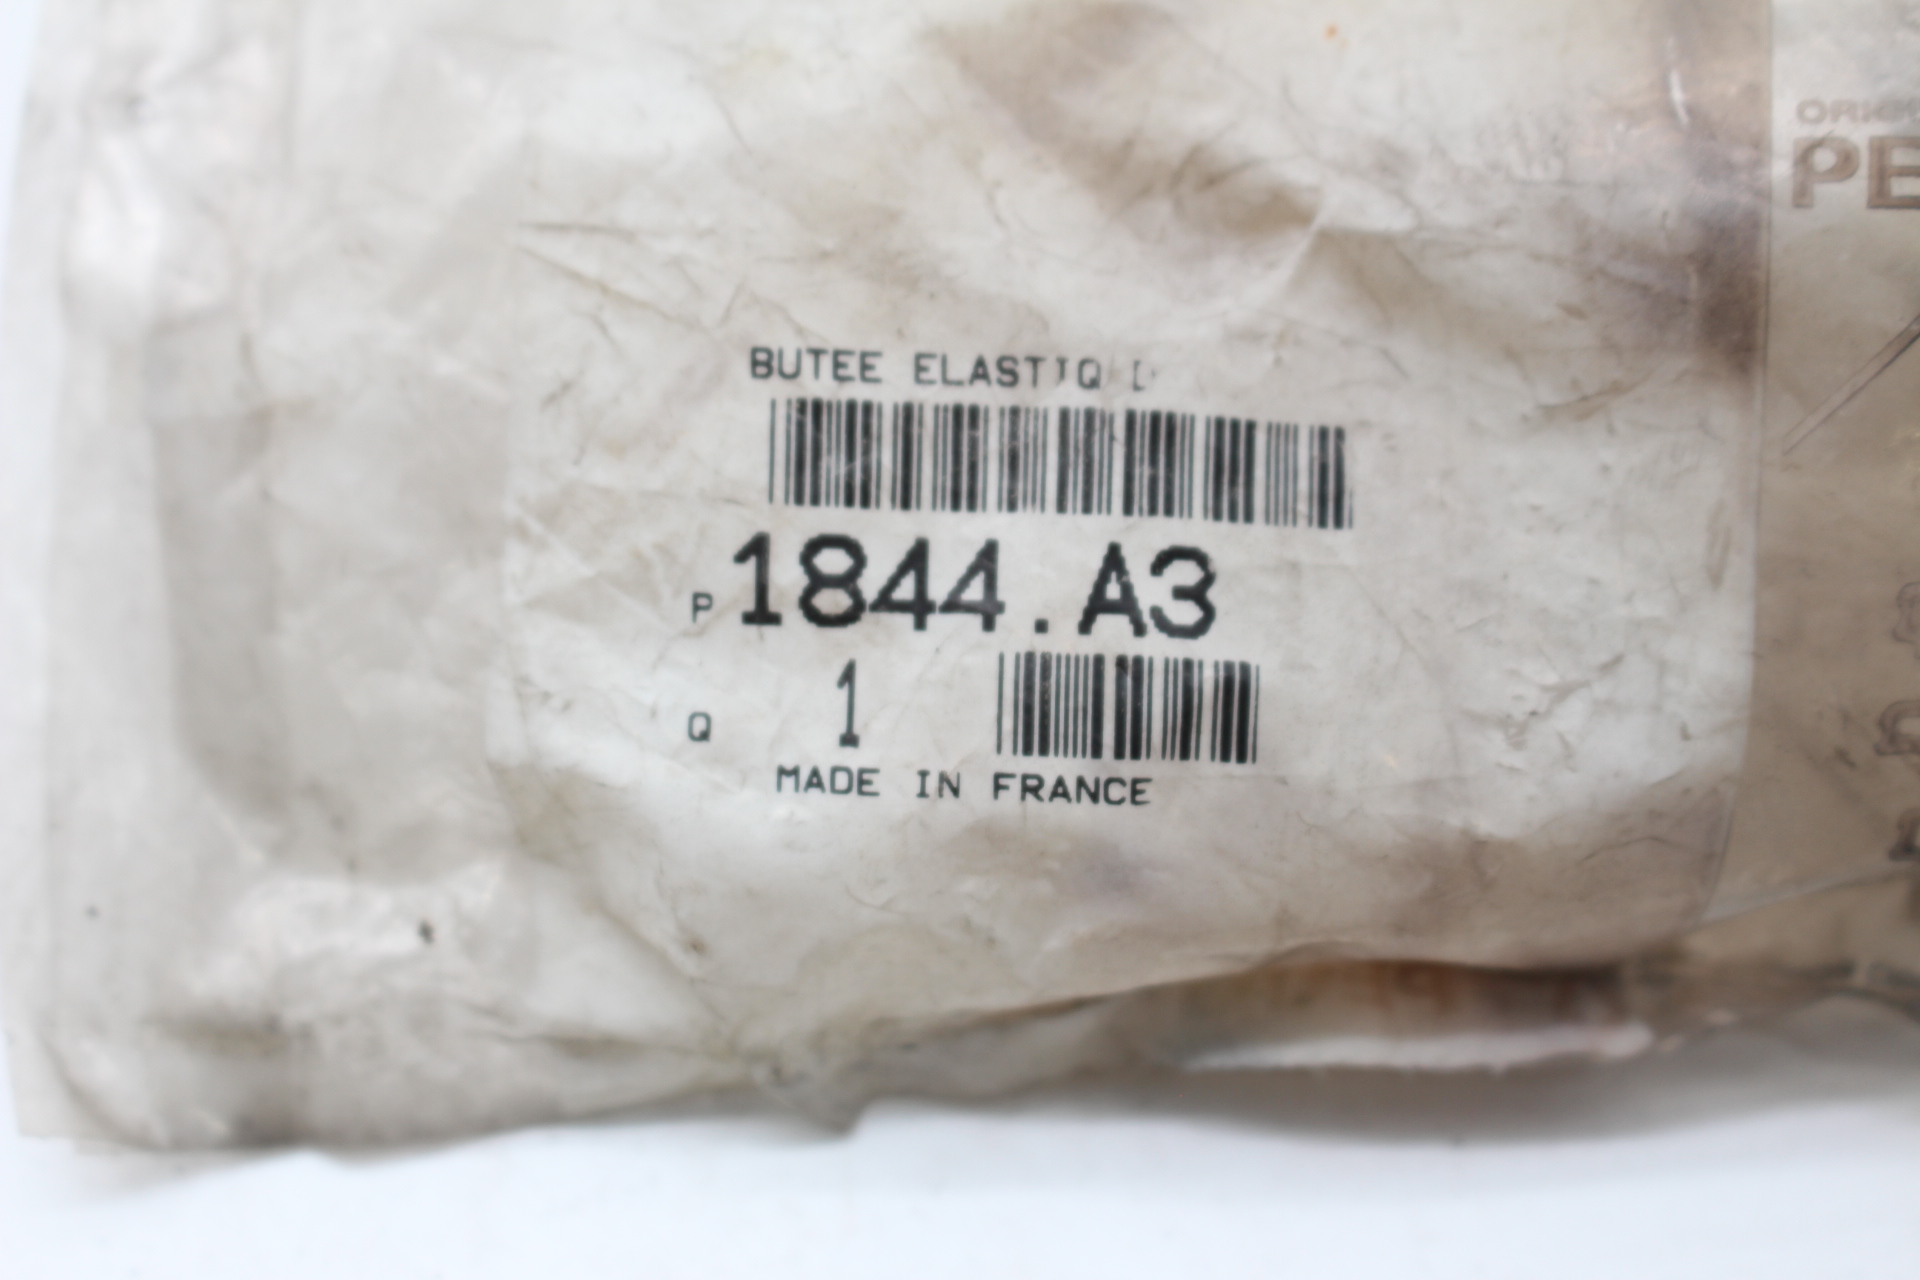 BUTEE ELASTIQ
P 1844.A3
Q 1
MADE IN FRANCE